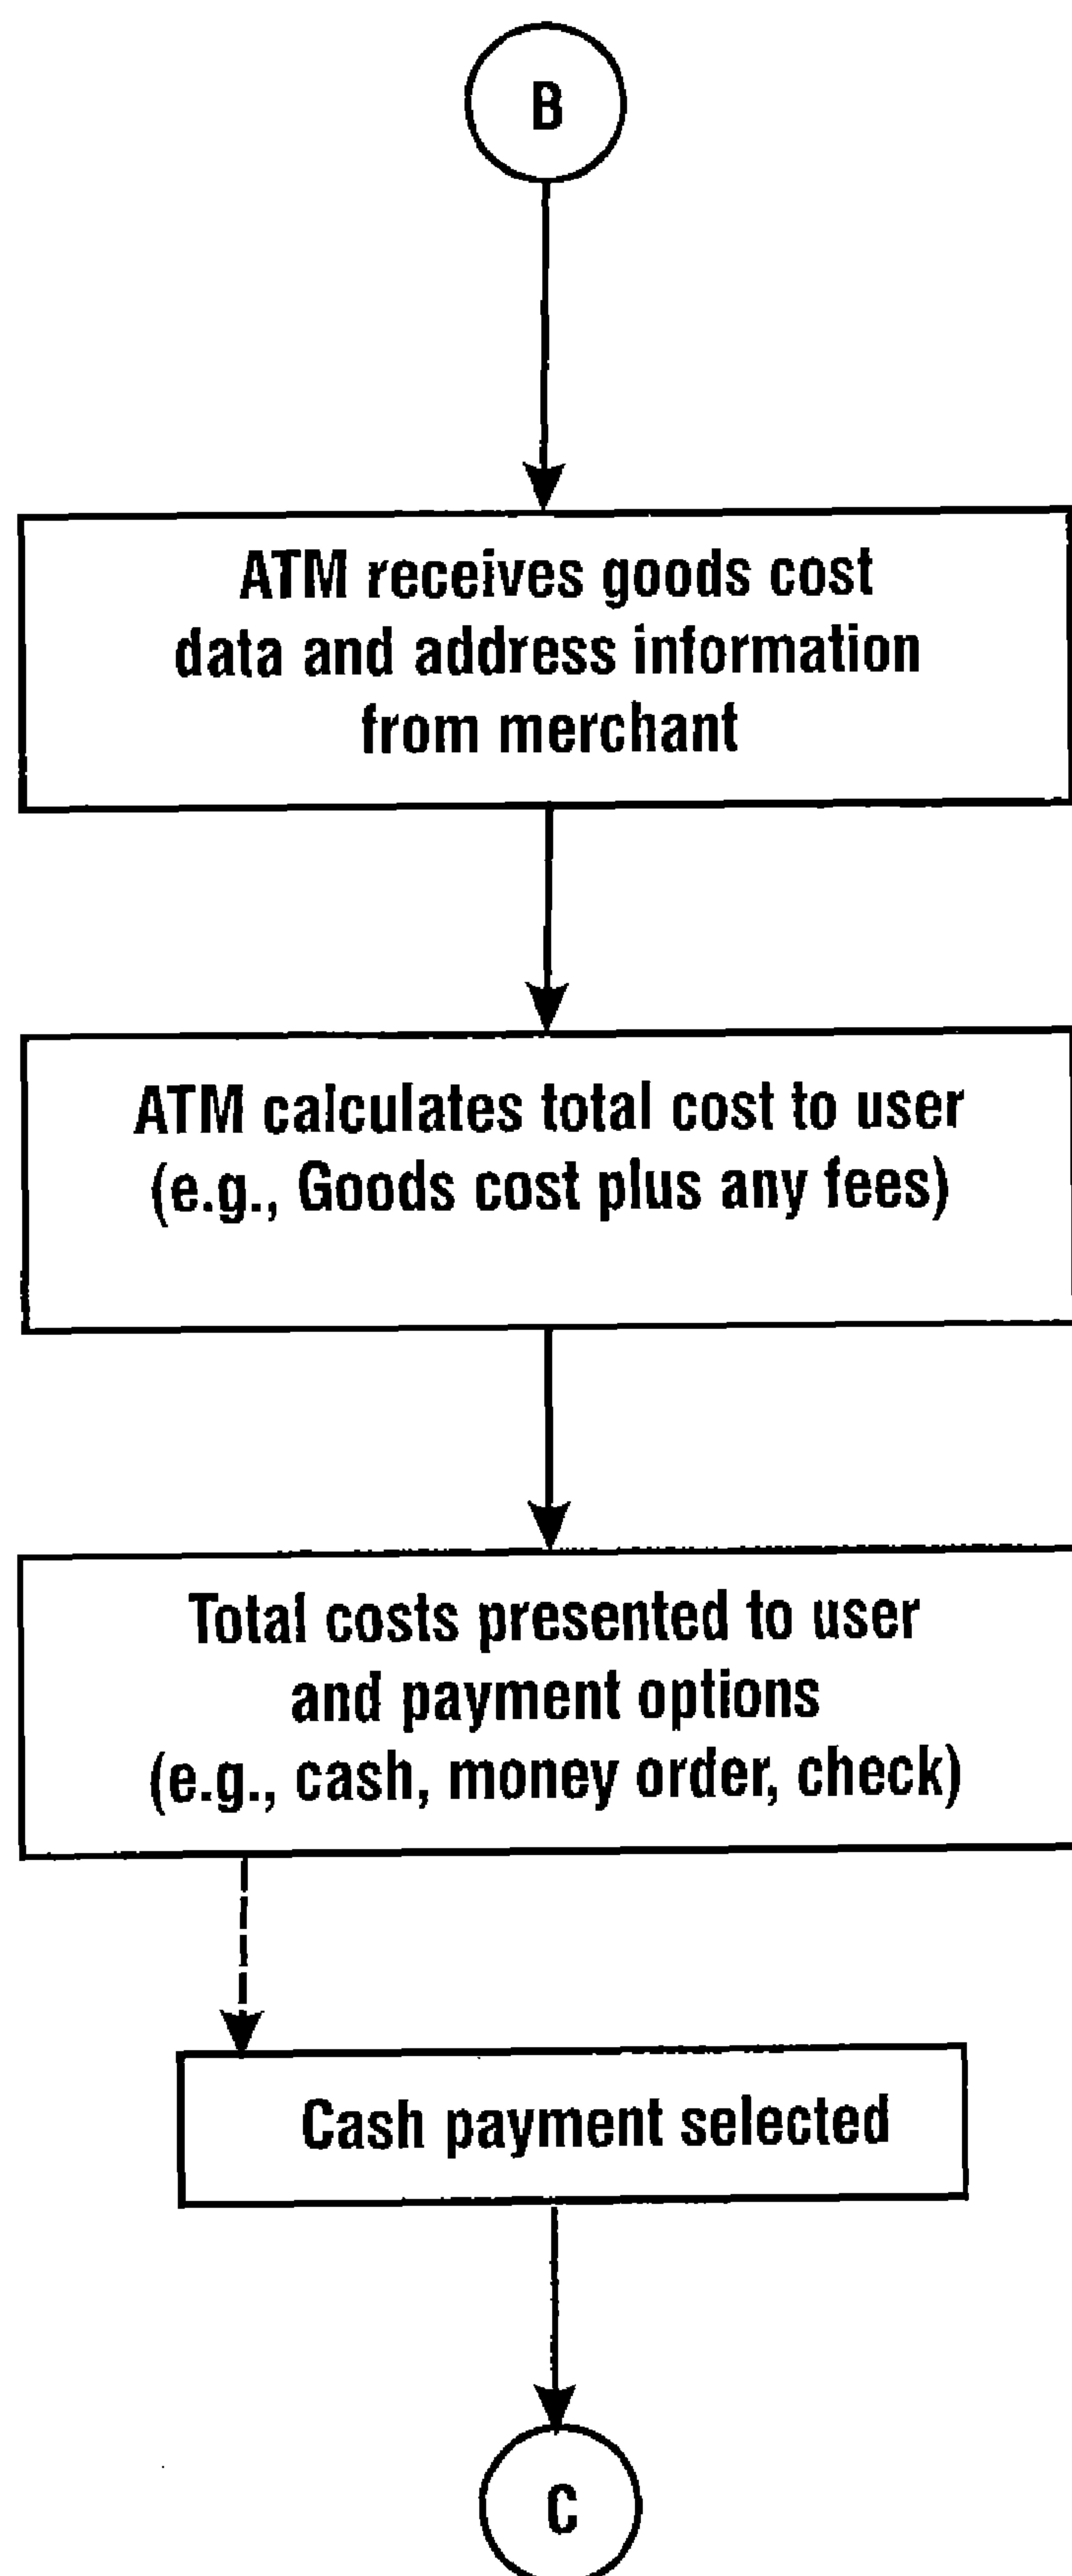 B
ATM receives goods cost
data and address information
from merchant
ATM calculates total cost to user
(e.g., Goods cost plus any fees)
Total costs presented to user
and payment options
(e.g., cash, money order, check)
Cash payment selected
C